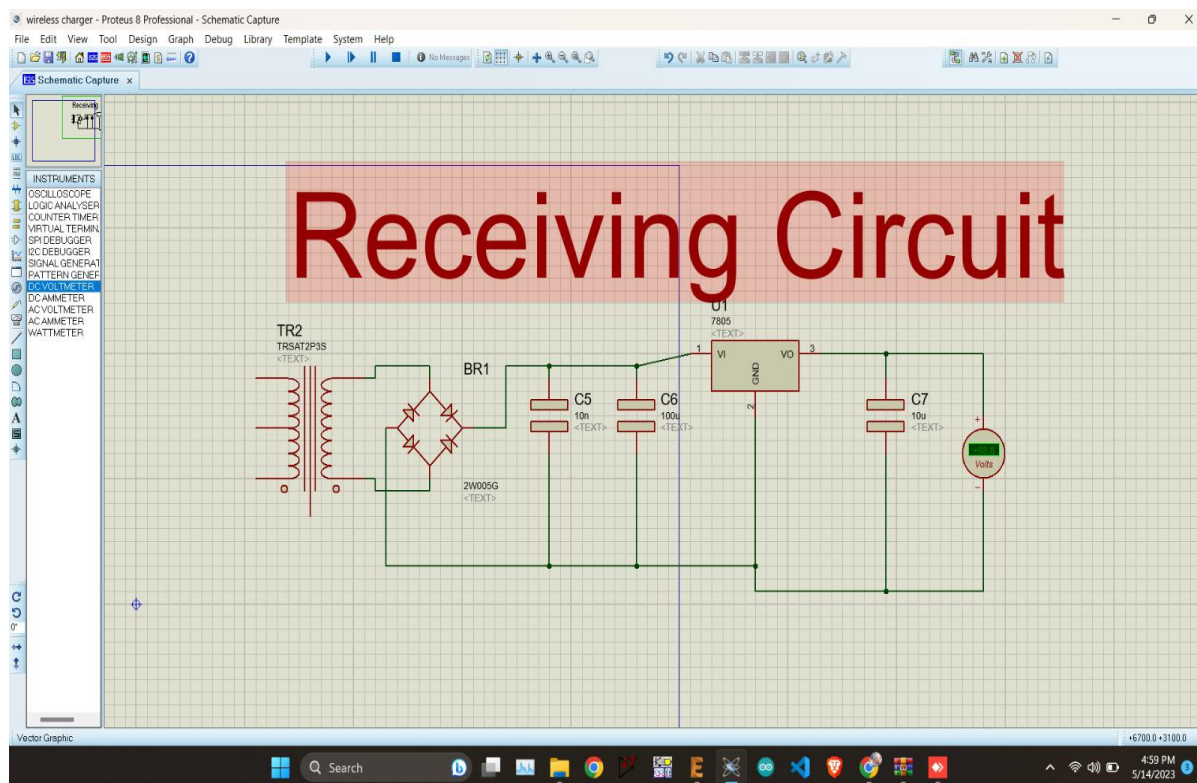 wireless charger - Proteus 8 Professional - Schematic Capture
File Edit View Tool Design Graph Debug Library Template System Help
No Messages
Schematic Capture x
Receiving
INSTRUMENTS
OSCILLOSCOPE
LOGIC ANALYSER
COUNTER TIMER
VIRTUAL TERMIN
SPI DEBUGGER
I2C DEBUGGER
SIGNAL GENERAT
PATTERN GENEF
DC VOLTMETER
DC AMMETER
AC VOLTMETER
AC AMMETER
WATTMETER
Receiving Circuit
U1
7805
<TEXT>
TR2
TRSAT2P3S
<TEXT>
BR1
1 VI VO 3
GND
2
C5
10n
<TEXT>
C6
100u
<TEXT>
C7
10u
<TEXT>
+
Volts
-
2W005G
<TEXT>
0°
Vector Graphic
+6700.0 +3100.0
Search
4:59 PM
5/14/2023
3